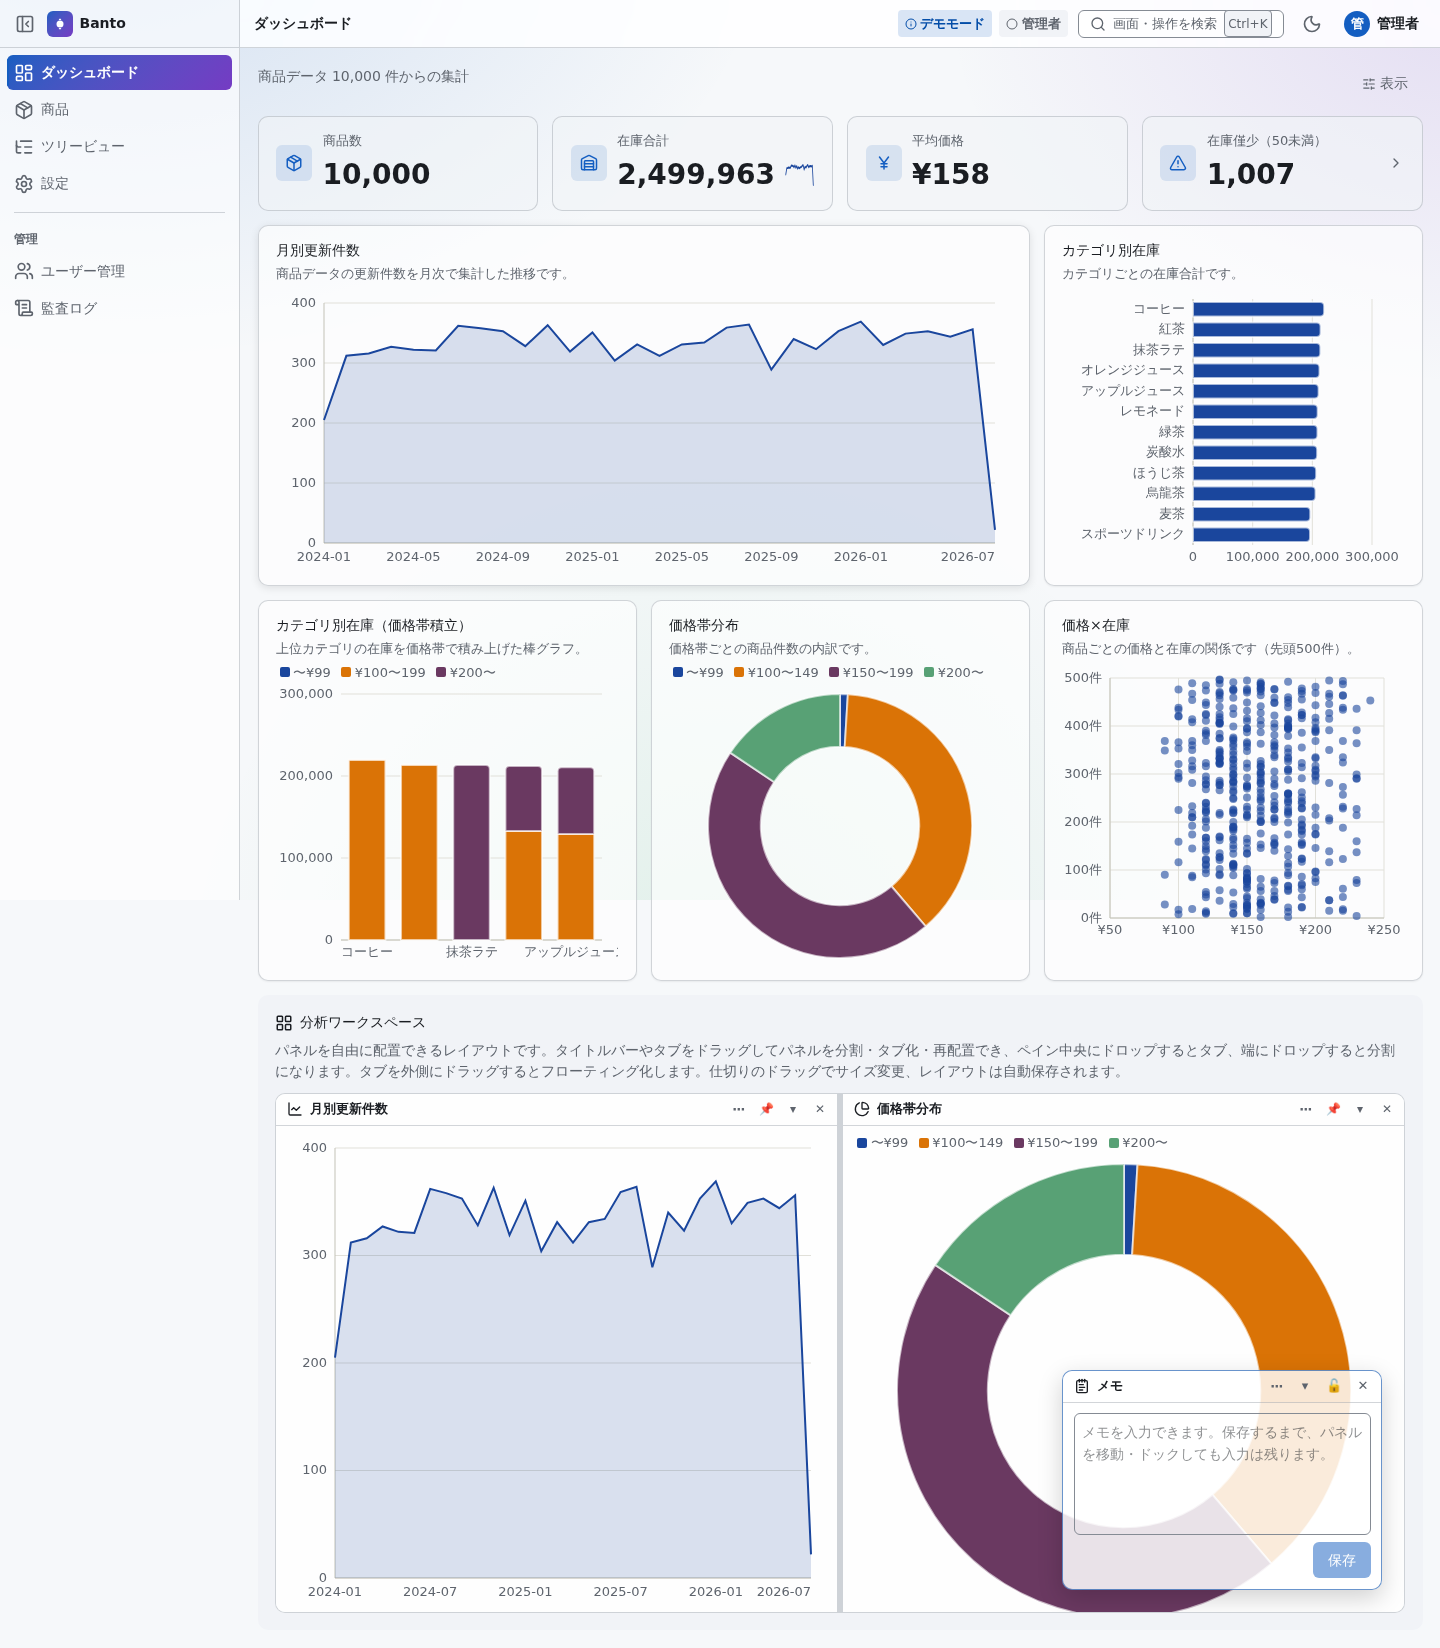 Banto
ダッシュボード
デモモード
管理者
画面・操作を検索 Ctrl+K
管 管理者
ダッシュボード
商品
ツリービュー
設定
管理
ユーザー管理
監査ログ
商品データ 10,000 件からの集計
表示
商品数
10,000
在庫合計
2,499,963
平均価格
¥158
在庫僅少（50未満）
1,007
月別更新件数
商品データの更新件数を月次で集計した推移です。
400
300
200
100
0
2024-01 2024-05 2024-09 2025-01 2025-05 2025-09 2026-01 2026-07
カテゴリ別在庫
カテゴリごとの在庫合計です。
コーヒー
紅茶
抹茶ラテ
オレンジジュース
アップルジュース
レモネード
緑茶
炭酸水
ほうじ茶
烏龍茶
麦茶
スポーツドリンク
0 100,000 200,000 300,000
カテゴリ別在庫（価格帯積立）
上位カテゴリの在庫を価格帯で積み上げた棒グラフ。
〜¥99 ¥100〜199 ¥200〜
300,000
200,000
100,000
0
コーヒー 抹茶ラテ アップルジュース
価格帯分布
価格帯ごとの商品件数の内訳です。
〜¥99 ¥100〜149 ¥150〜199 ¥200〜
価格×在庫
商品ごとの価格と在庫の関係です（先頭500件）。
500件
400件
300件
200件
100件
0件
¥50 ¥100 ¥150 ¥200 ¥250
分析ワークスペース
パネルを自由に配置できるレイアウトです。タイトルバーやタブをドラッグしてパネルを分割・タブ化・再配置でき、ペイン中央にドロップするとタブ、端にドロップすると分割
になります。タブを外側にドラッグするとフローティング化します。仕切りのドラッグでサイズ変更、レイアウトは自動保存されます。
月別更新件数
400
300
200
100
0
2024-01 2024-07 2025-01 2025-07 2026-01 2026-07
価格帯分布
〜¥99 ¥100〜149 ¥150〜199 ¥200〜
メモ
メモを入力できます。保存するまで、パネル
を移動・ドックしても入力は残ります。
保存